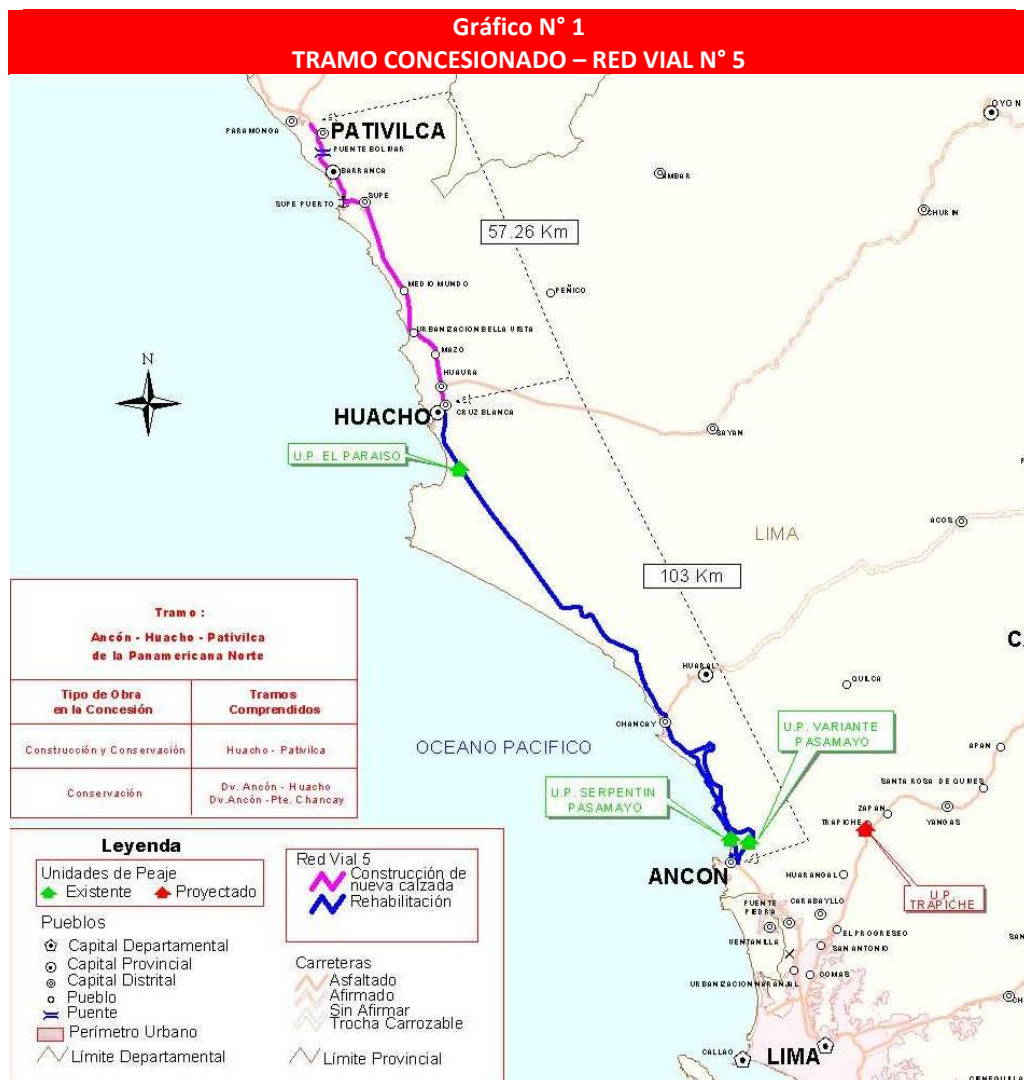 Gráfico N° 1
TRAMO CONCESIONADO – RED VIAL N° 5
PARAMONGA
PATIVILCA
PUENTE BOLIVAR
BARRANCA
SUPE PUERTO
SUPE
OYON
AMBAR
CHURIN
57.26 Km
MEDIO MUNDO
PEÑICO
URBANIZACION BELLA VISTA
MAZO
N
HUAURA
HUACHO
CRUZ BLANCA
SAYAN
U.P. EL PARAISO
ACOS
LIMA
103 Km
Tramo :
Ancón - Huacho - Pativilca
de la Panamericana Norte
Tipo de Obra
en la Concesión
Tramos
Comprendidos
Construcción y Conservación
Huacho - Pativilca
Conservación
Dv. Ancón - Huacho
Dv.Ancón -Pte. Chancay
HUARAL
QUILCA
CHANCAY
OCEANO PACIFICO
U.P. VARIANTE
PASAMAYO
APAN
U.P. SERPENTIN
PASAMAYO
SANTA ROSA DE QUIVES
ZAPAN
YANGAS
TRAPICHE
ANCON
HUARANGAL
U.P.
TRAPICHE
PUENTE
PIEDRA
CARABAYLLO
VENTANILLA
EL PROGRESEO
SAN ANTONIO
URBANIZACION NARANJAL
COMAS
CALLAO
LIMA
Leyenda
Unidades de Peaje
Existente
Proyectado
Pueblos
Capital Departamental
Capital Provincial
Capital Distrital
Pueblo
Puente
Perímetro Urbano
Límite Departamental
Red Vial 5
Construcción de
nueva calzada
Rehabilitación
Carreteras
Asfaltado
Afirmado
Sin Afirmar
Trocha Carrozable
Límite Provincial